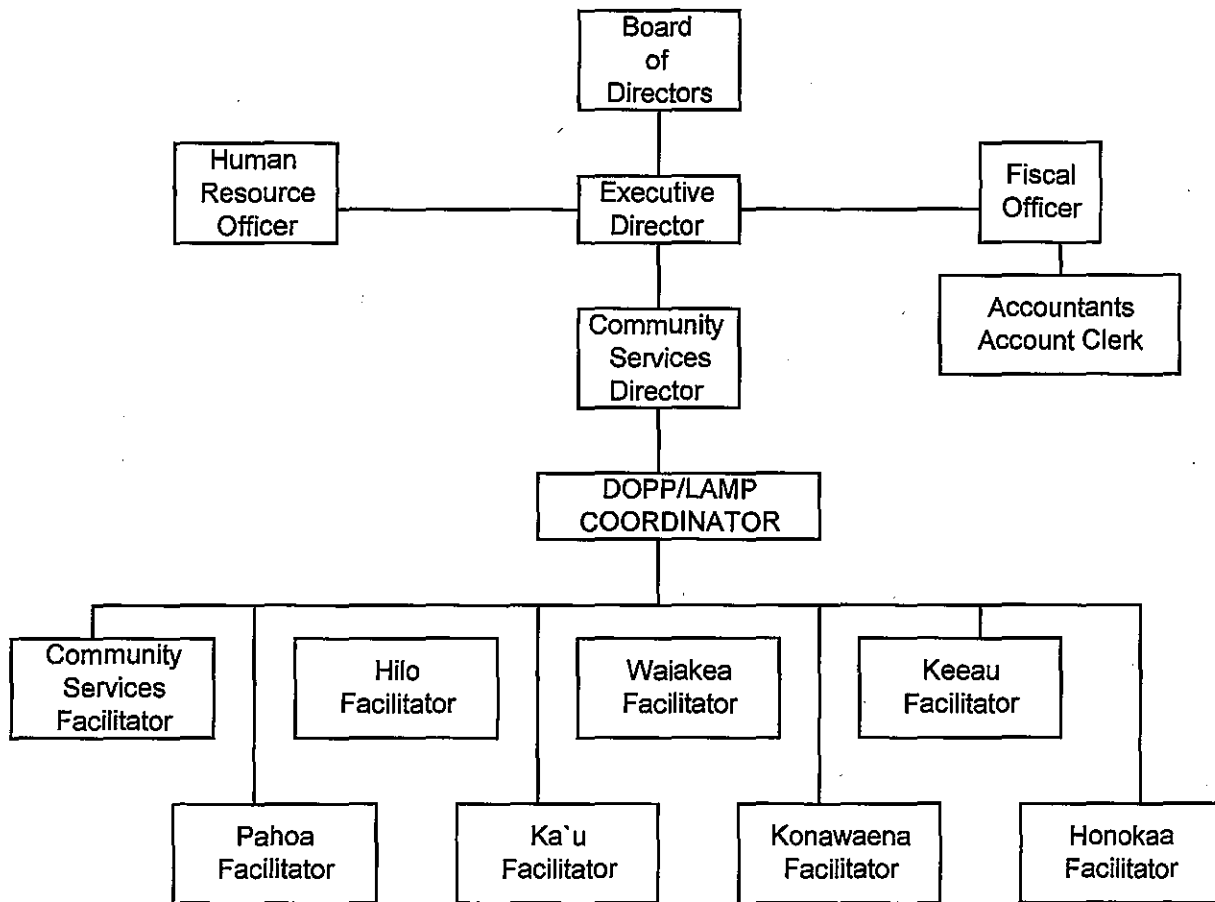 Board
of
Directors
Human
Resource
Officer
Executive
Director
Fiscal
Officer
Accountants
Account Clerk
Community
Services
Director
DOPP/LAMP
COORDINATOR
Community
Services
Facilitator
Hilo
Facilitator
Waiakea
Facilitator
Keeau
Facilitator
Pahoa
Facilitator
Ka`u
Facilitator
Konawaena
Facilitator
Honokaa
Facilitator